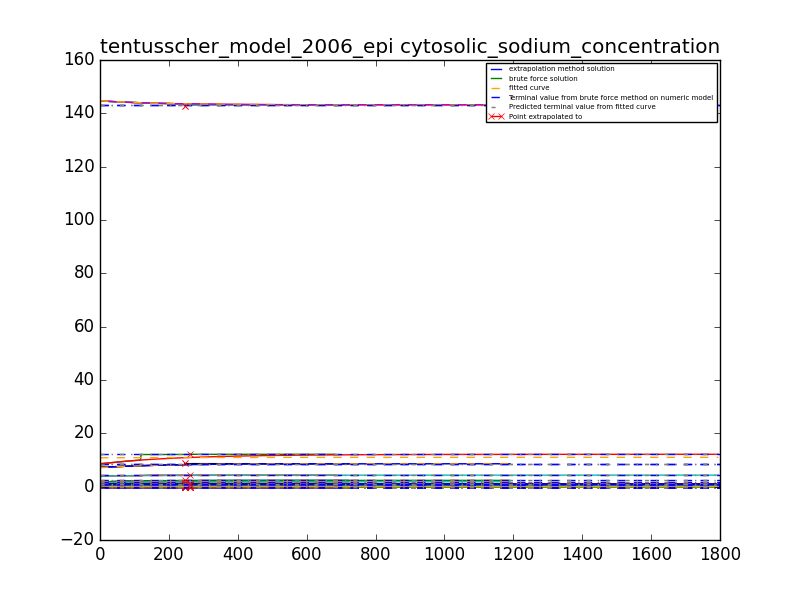 tentusscher_model_2006_epi cytosolic_sodium_concentration
160
140
120
100
80
60
40
20
0
−20
0 200 400 600 800 1000 1200 1400 1600 1800
extrapolation method solution
brute force solution
fitted curve
Terminal value from brute force method on numeric model
Predicted terminal value from fitted curve
Point extrapolated to